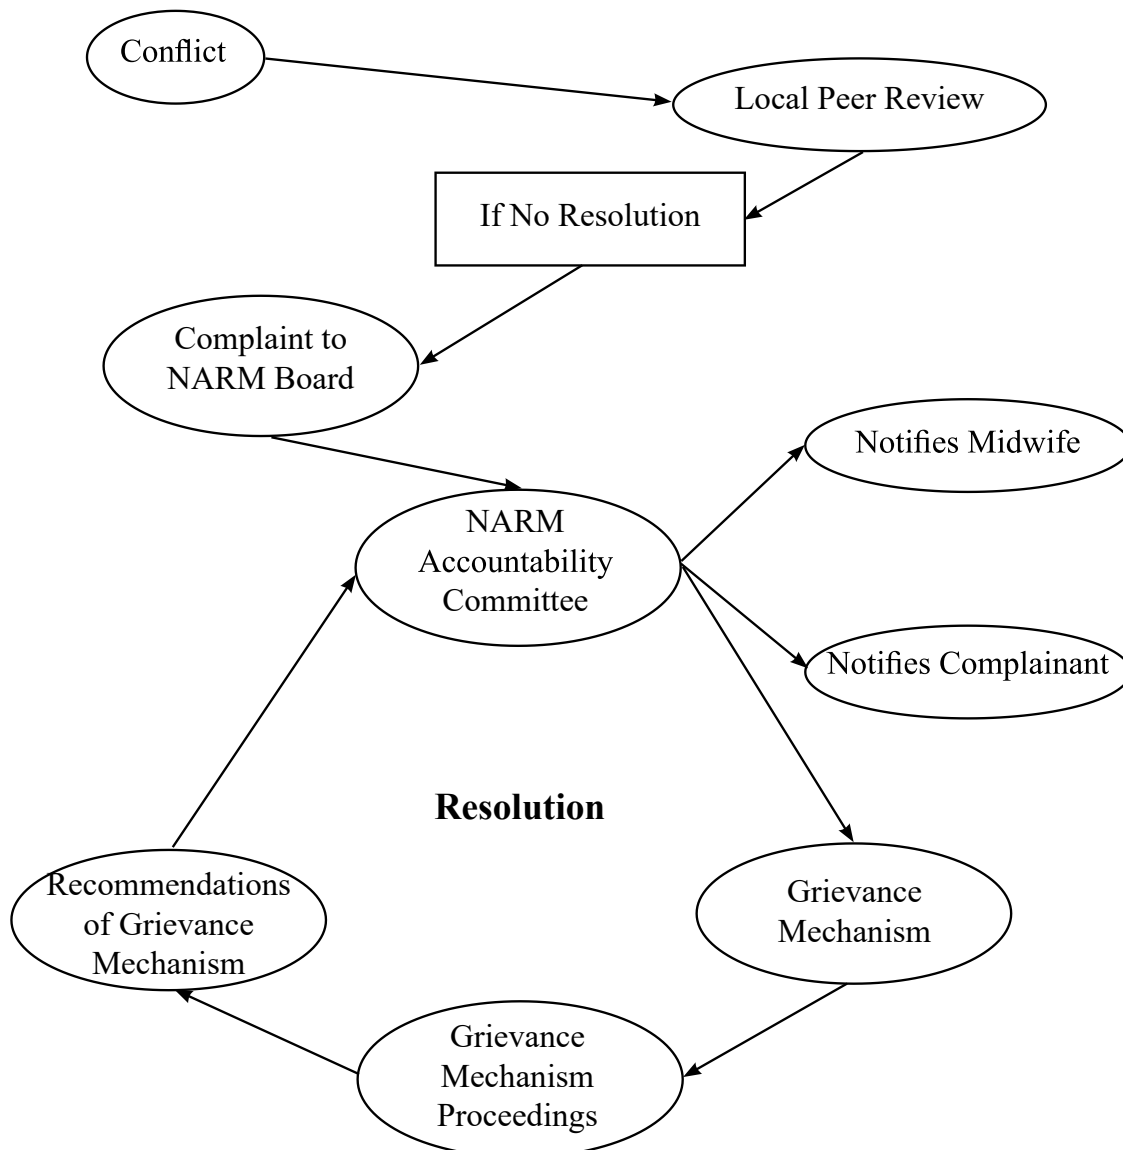 Conflict
Local Peer Review
If No Resolution
Complaint to
NARM Board
Notifies Midwife
NARM
Accountability
Committee
Notifies Complainant
Resolution
Recommendations
of Grievance
Mechanism
Grievance
Mechanism
Grievance
Mechanism
Proceedings